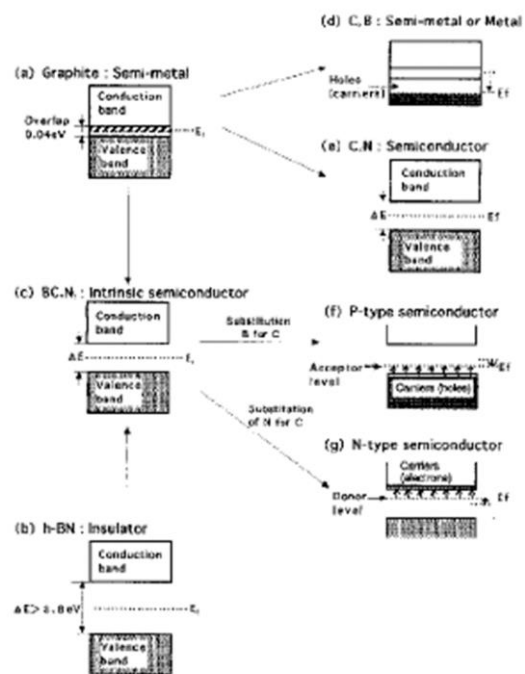 (a) Graphite : Semi-metal
Conduction
band
Overlap
0.04eV
Valence
band
(d) C,B : Semi-metal or Metal
Holes
(carriers)
Ef
(e) C,N : Semiconductor
Conduction
band
ΔE
Ef
Valence
band
(c) BC,N : Intrinsic semiconductor
Conduction
band
ΔE
Valence
band
Substitution
B for C
(f) P-type semiconductor
Acceptor
level
Ef
Carriers (holes)
Substitution
of N for C
(g) N-type semiconductor
Carriers
(electrons)
Donor
level
Ef
(b) h-BN : Insulator
Conduction
band
Valence
band